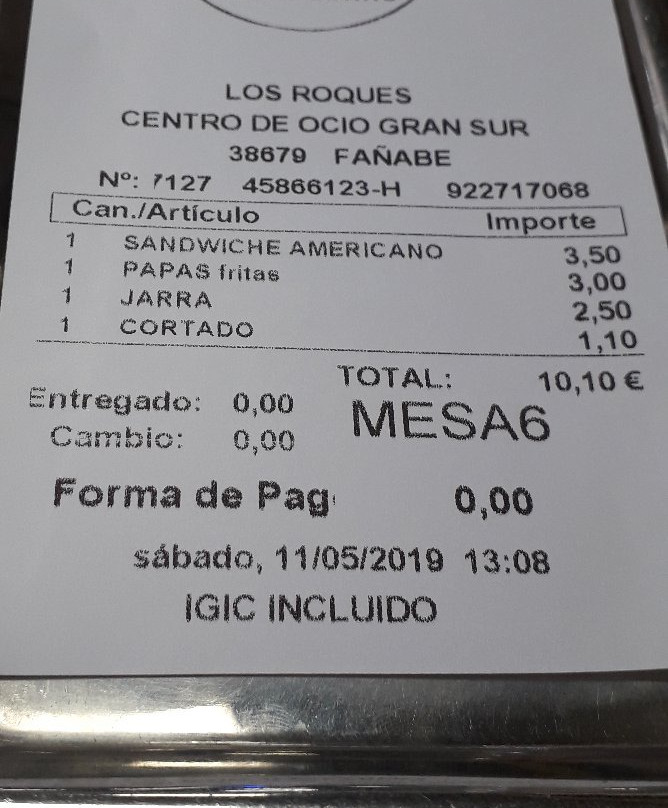 LOS ROQUES
CENTRO DE OCIO GRAN SUR
38679 FAÑABE
Nº: 7127 45866123-H 922717068
Can./Artículo Importe
1 SANDWICHE AMERICANO 3,50
1 PAPAS fritas 3,00
1 JARRA 2,50
1 CORTADO 1,10
TOTAL: 10,10 €
Entregado: 0,00 MESA6
Cambio: 0,00
Forma de Pag 0,00
sábado, 11/05/2019 13:08
IGIC INCLUIDO